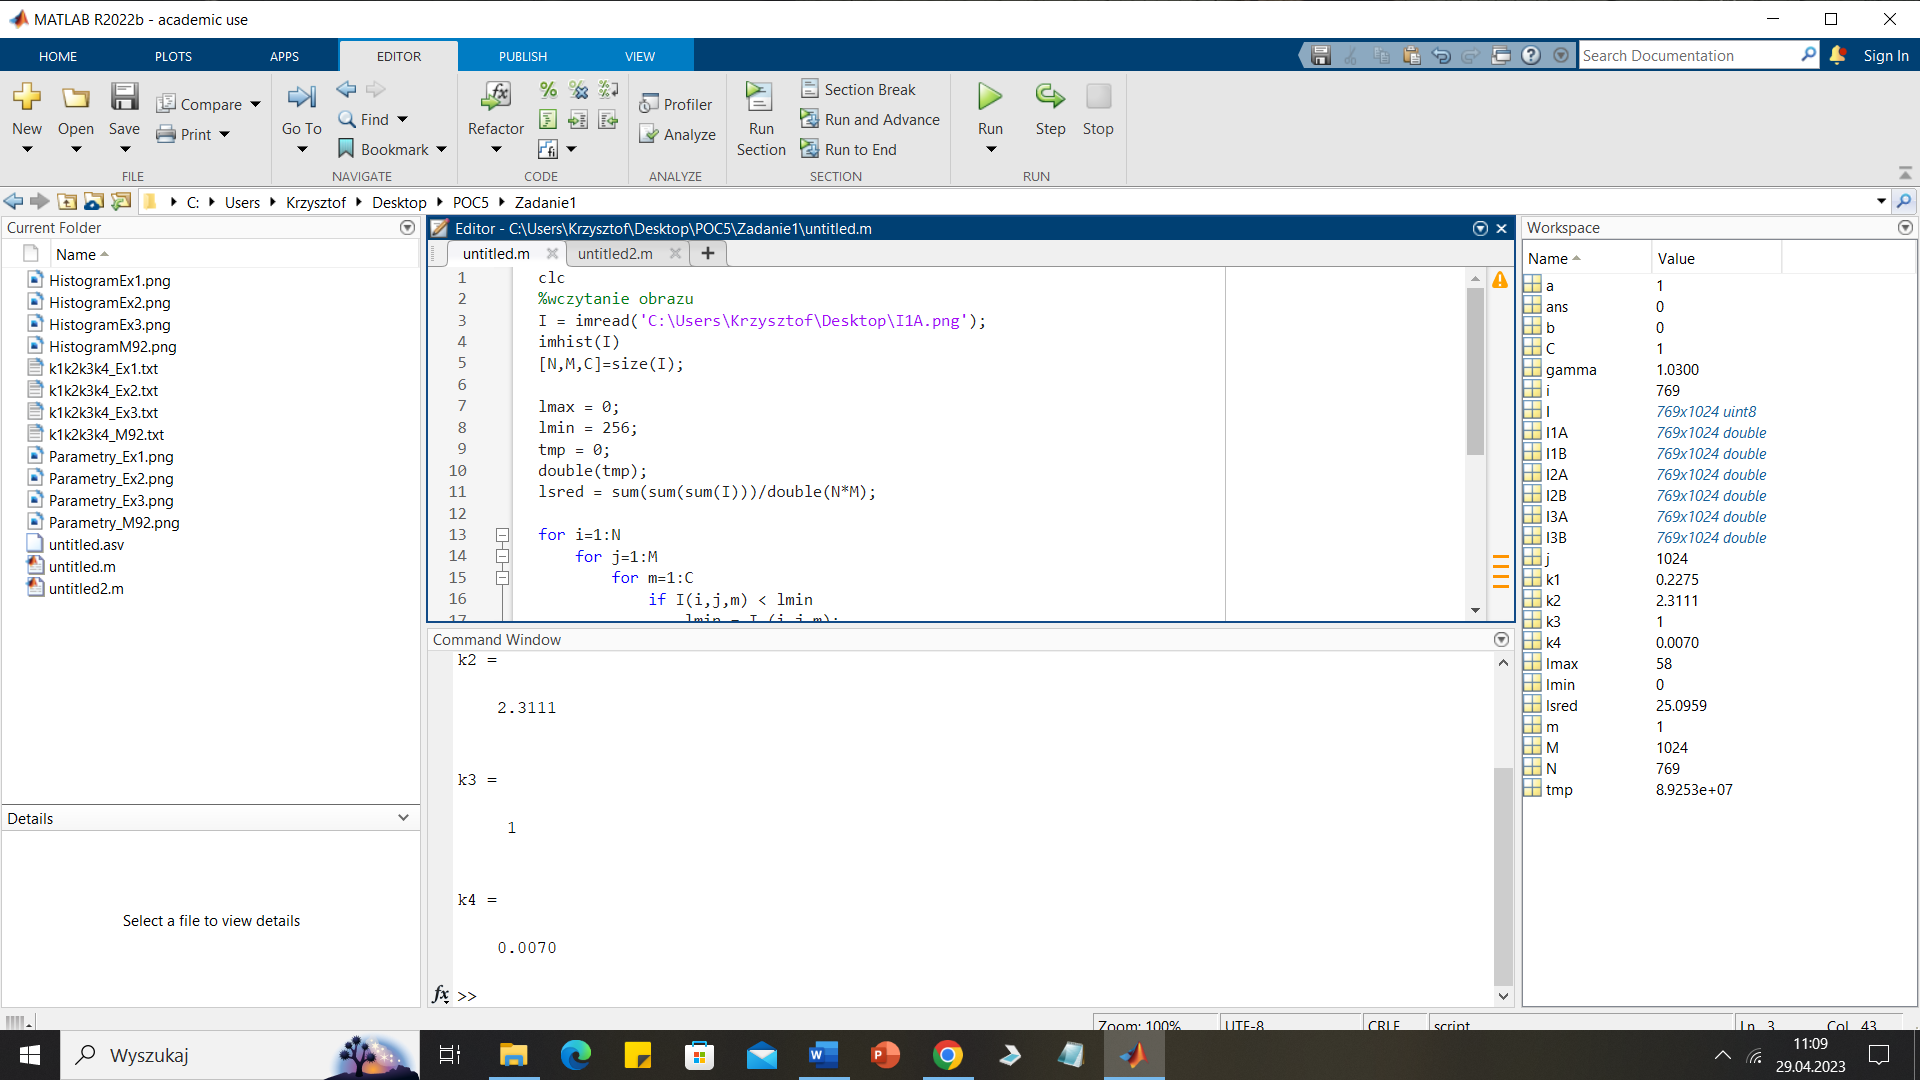 MATLAB R2022b - academic use
HOME PLOTS APPS EDITOR PUBLISH VIEW
Search Documentation
Sign In
New Open Save Compare Print
FILE
Go To Find Bookmark
NAVIGATE
Refactor
CODE
Profiler Analyze
ANALYZE
Run Section
Section Break
Run and Advance
Run to End
SECTION
Run Step Stop
RUN
C: Users Krzysztof Desktop POC5 Zadanie1
Current Folder
Name
HistogramEx1.png
HistogramEx2.png
HistogramEx3.png
HistogramM92.png
k1k2k3k4_Ex1.txt
k1k2k3k4_Ex2.txt
k1k2k3k4_Ex3.txt
k1k2k3k4_M92.txt
Parametry_Ex1.png
Parametry_Ex2.png
Parametry_Ex3.png
Parametry_M92.png
untitled.asv
untitled.m
untitled2.m
Details
Select a file to view details
Editor - C:\Users\Krzysztof\Desktop\POC5\Zadanie1\untitled.m
untitled.m untitled2.m +
1 clc
2 %wczytanie obrazu
3 I = imread('C:\Users\Krzysztof\Desktop\I1A.png');
4 imhist(I)
5 [N,M,C]=size(I);
6
7 lmax = 0;
8 lmin = 256;
9 tmp = 0;
10 double(tmp);
11 lsred = sum(sum(sum(I)))/double(N*M);
12
13 for i=1:N
14 for j=1:M
15 for m=1:C
16 if I(i,j,m) < lmin
17 lmin = I (i,j,m);
Command Window
k2 =
2.3111
k3 =
1
k4 =
0.0070
fx >>
Workspace
Name Value
a 1
ans 0
b 0
C 1
gamma 1.0300
i 769
I 769x1024 uint8
I1A 769x1024 double
I1B 769x1024 double
I2A 769x1024 double
I2B 769x1024 double
I3A 769x1024 double
I3B 769x1024 double
j 1024
k1 0.2275
k2 2.3111
k3 1
k4 0.0070
lmax 58
lmin 0
lsred 25.0959
m 1
M 1024
N 769
tmp 8.9253e+07
Zoom: 100% UTF-8 CRLF script Ln 3 Col 43
Wyszukaj
11:09
29.04.2023